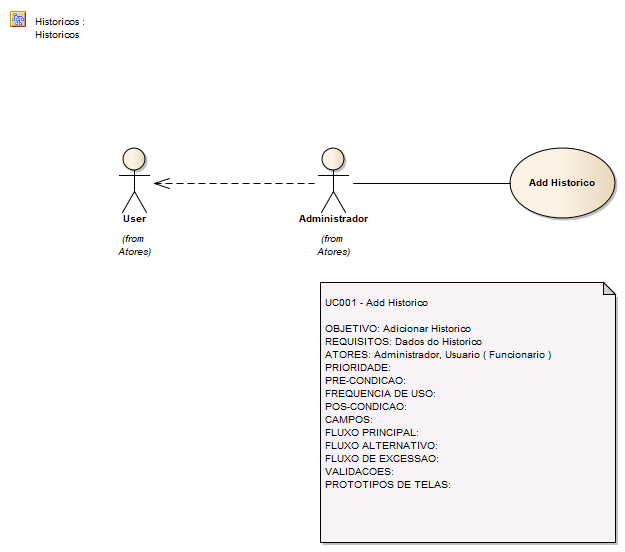 Historicos :
Historicos
User
(from
Atores)
Administrador
(from
Atores)
Add Historico
UC001 - Add Historico
OBJETIVO: Adicionar Historico
REQUISITOS: Dados do Historico
ATORES: Administrador, Usuario ( Funcionario )
PRIORIDADE:
PRE-CONDICAO:
FREQUENCIA DE USO:
POS-CONDICAO:
CAMPOS:
FLUXO PRINCIPAL:
FLUXO ALTERNATIVO:
FLUXO DE EXCESSAO:
VALIDACOES:
PROTOTIPOS DE TELAS: